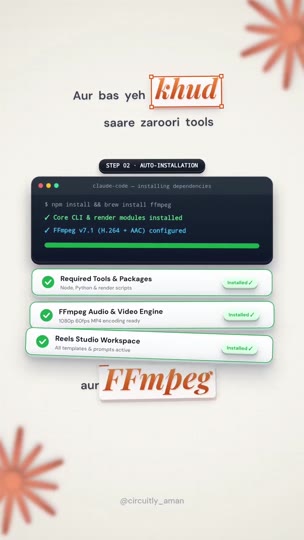 Aur bas yeh khud
saare zaroori tools
STEP 02 · AUTO-INSTALLATION
claude-code — installing dependencies
$ npm install && brew install ffmpeg
✓ Core CLI & render modules installed
✓ FFmpeg v7.1 (H.264 + AAC) configured
Required Tools & Packages
Node, Python & render scripts
Installed ✓
FFmpeg Audio & Video Engine
1080p 60fps MP4 encoding ready
Installed ✓
Reels Studio Workspace
All templates & prompts active
Installed ✓
aur FFmpeg
@circuitly_aman